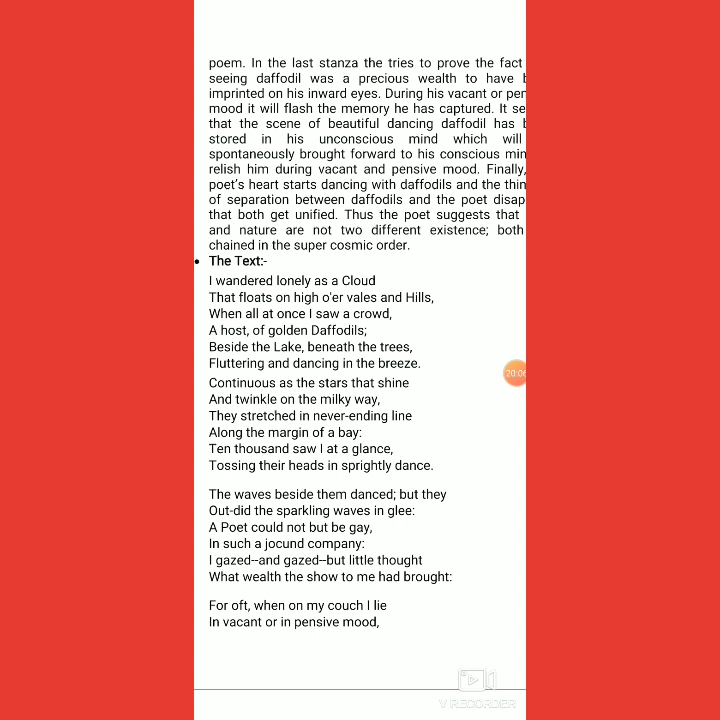 poem. In the last stanza the tries to prove the fact
seeing daffodil was a precious wealth to have
imprinted on his inward eyes. During his vacant or
mood it will flash the memory he has captured. It
that the scene of beautiful dancing daffodil has
stored in his unconscious mind which will
spontaneously brought forward to his conscious
relish him during vacant and pensive mood. Finally,
poet's heart starts dancing with daffodils and the
of separation between daffodils and the poet
that both get unified. Thus the poet suggests that
and nature are not two different existence; both
chained in the super cosmic order.
• The Text:-
I wandered lonely as a Cloud
That floats on high o'er vales and Hills,
When all at once I saw a crowd,
A host, of golden Daffodils;
Beside the Lake, beneath the trees,
Fluttering and dancing in the breeze.
20:06
Continuous as the stars that shine
And twinkle on the milky way,
They stretched in never-ending line
Along the margin of a bay:
Ten thousand saw I at a glance,
Tossing their heads in sprightly dance.
The waves beside them danced; but they
Out-did the sparkling waves in glee:
A Poet could not but be gay,
In such a jocund company:
I gazed--and gazed--but little thought
What wealth the show to me had brought:
For oft, when on my couch I lie
In vacant or in pensive mood,
V RECORDER